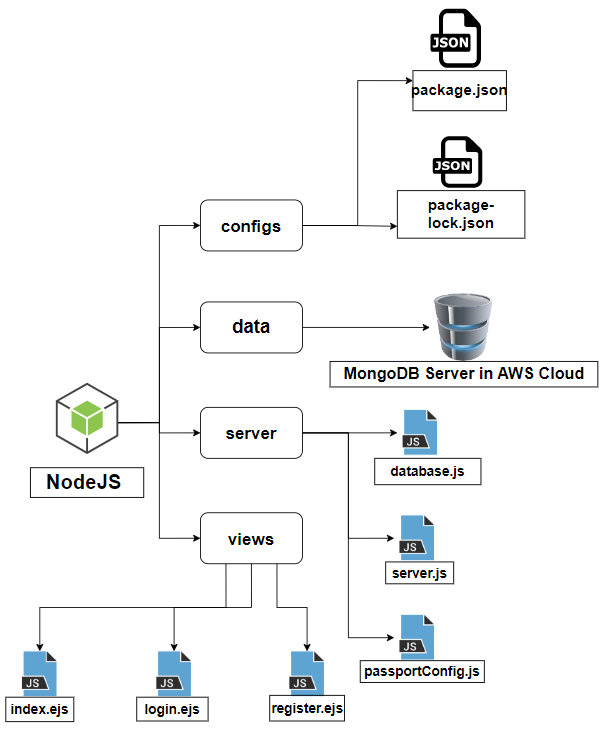 JSON
package.json
JSON
package-
lock.json
configs
data
MongoDB Server in AWS Cloud
NodeJS
server
JS
database.js
JS
server.js
JS
passportConfig.js
views
JS
index.ejs
JS
login.ejs
JS
register.ejs